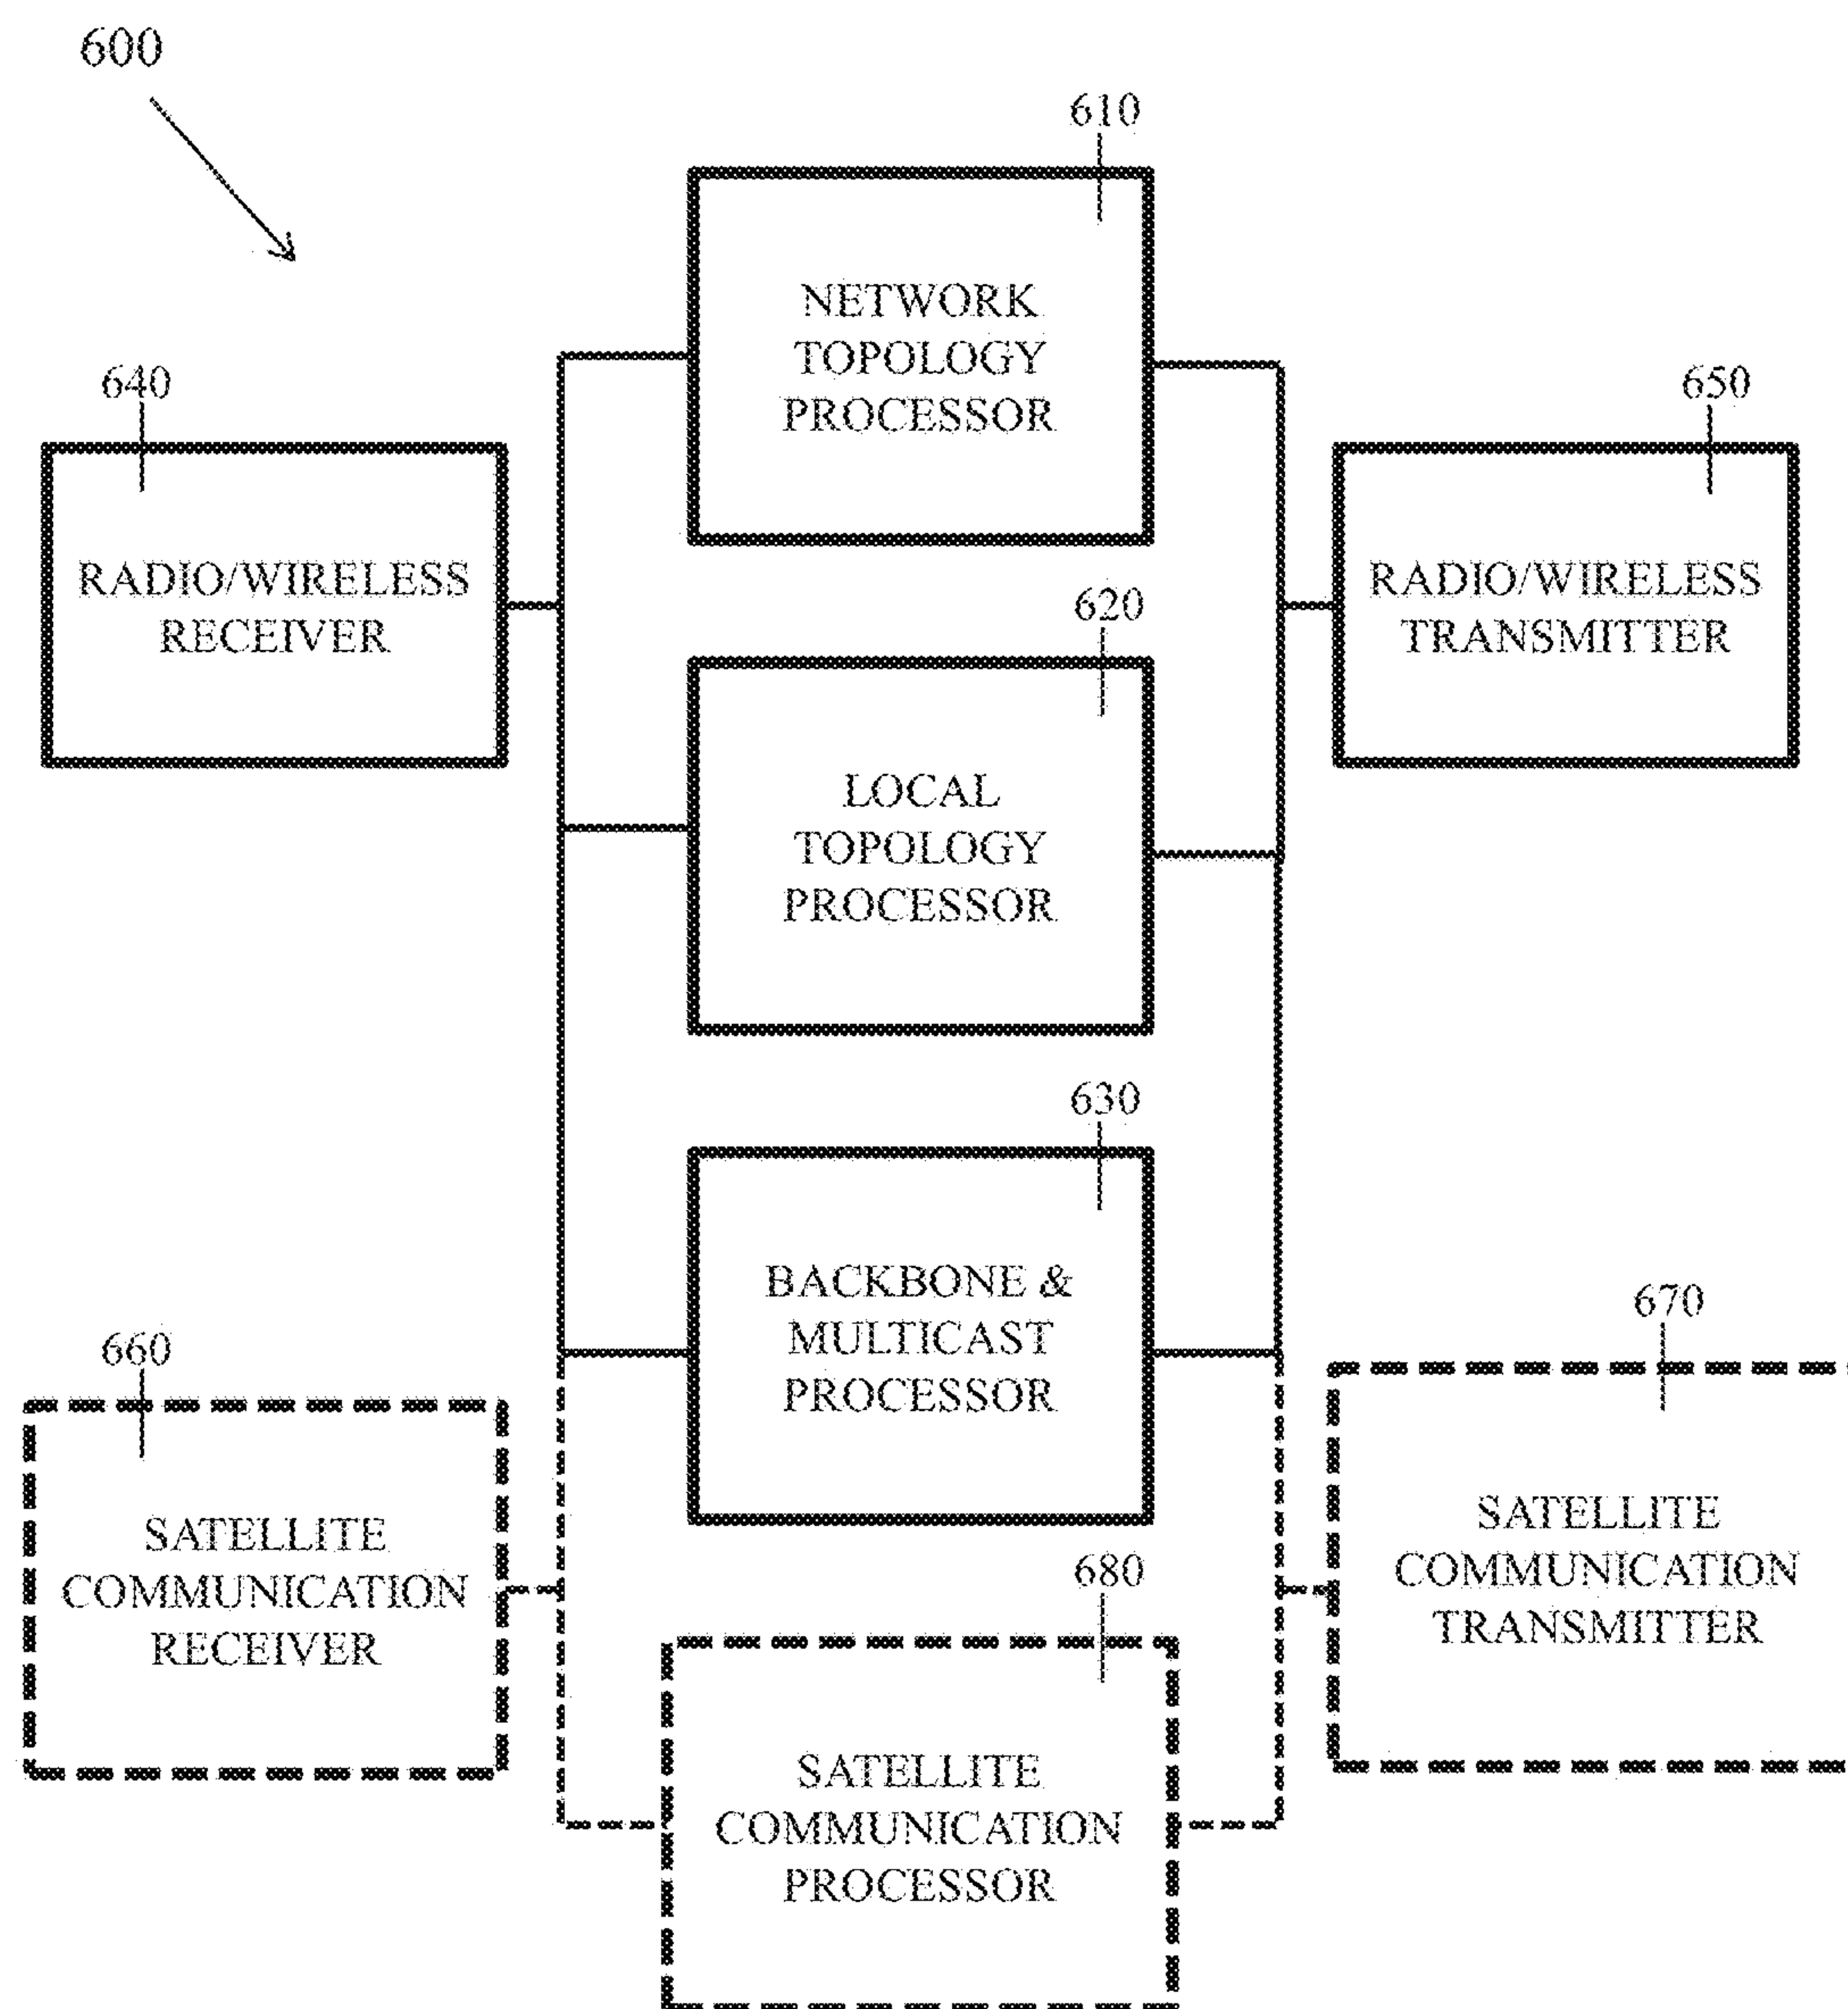 600
610
NETWORK
TOPOLOGY
PROCESSOR
640
RADIO/WIRELESS
RECEIVER
650
RADIO/WIRELESS
TRANSMITTER
620
LOCAL
TOPOLOGY
PROCESSOR
630
BACKBONE &
MULTICAST
PROCESSOR
660
SATELLITE
COMMUNICATION
RECEIVER
670
SATELLITE
COMMUNICATION
TRANSMITTER
680
SATELLITE
COMMUNICATION
PROCESSOR